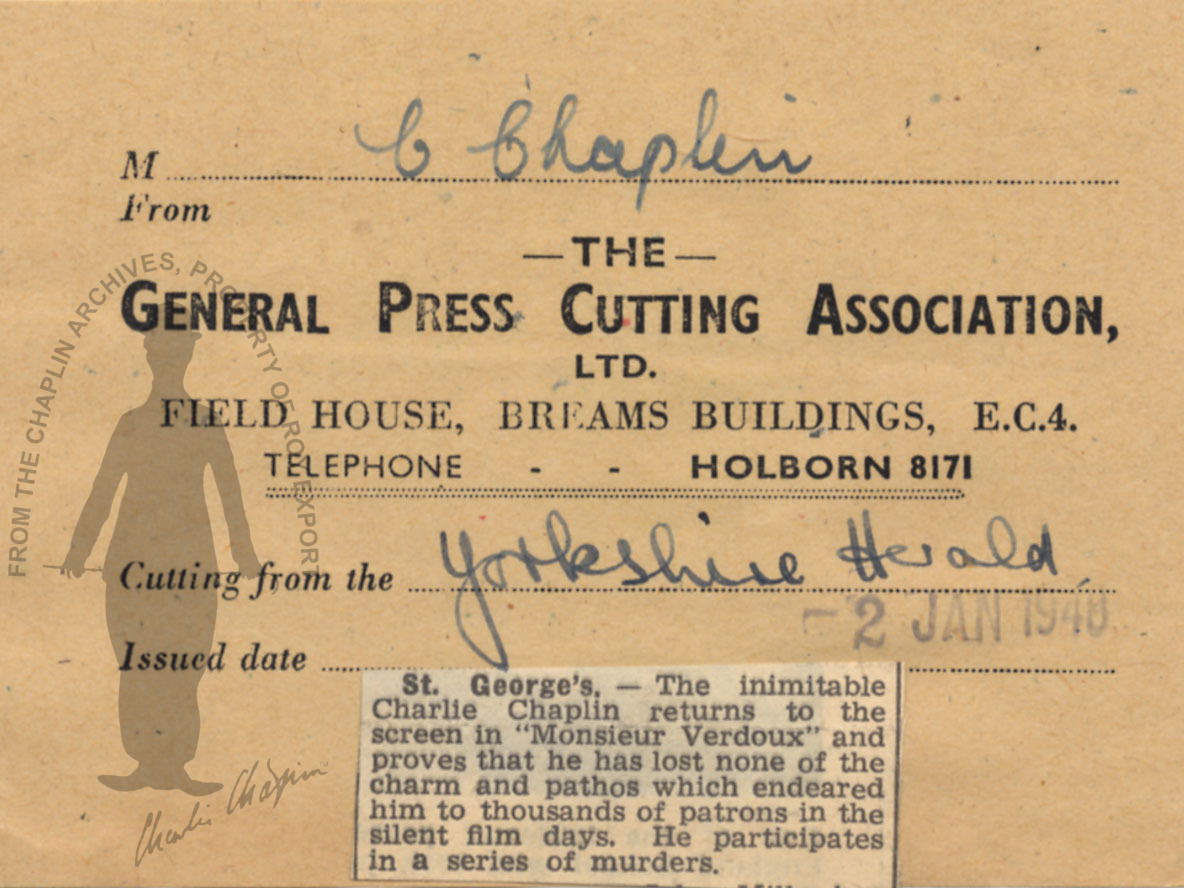 M C Chaplin
From
—THE—
GENERAL PRESS CUTTING ASSOCIATION,
LTD.
FIELD HOUSE, BREAMS BUILDINGS, E.C.4.
TELEPHONE - - HOLBORN 8171
Cutting from the Yorkshire Herald.
-2 JAN 1948
Issued date
St. George's. — The inimitable
Charlie Chaplin returns to the
screen in "Monsieur Verdoux" and
proves that he has lost none of the
charm and pathos which endeared
him to thousands of patrons in the
silent film days. He participates
in a series of murders.
FROM THE CHAPLIN ARCHIVES, PROPERTY OF ROY EXPORT
Charlie Chaplin